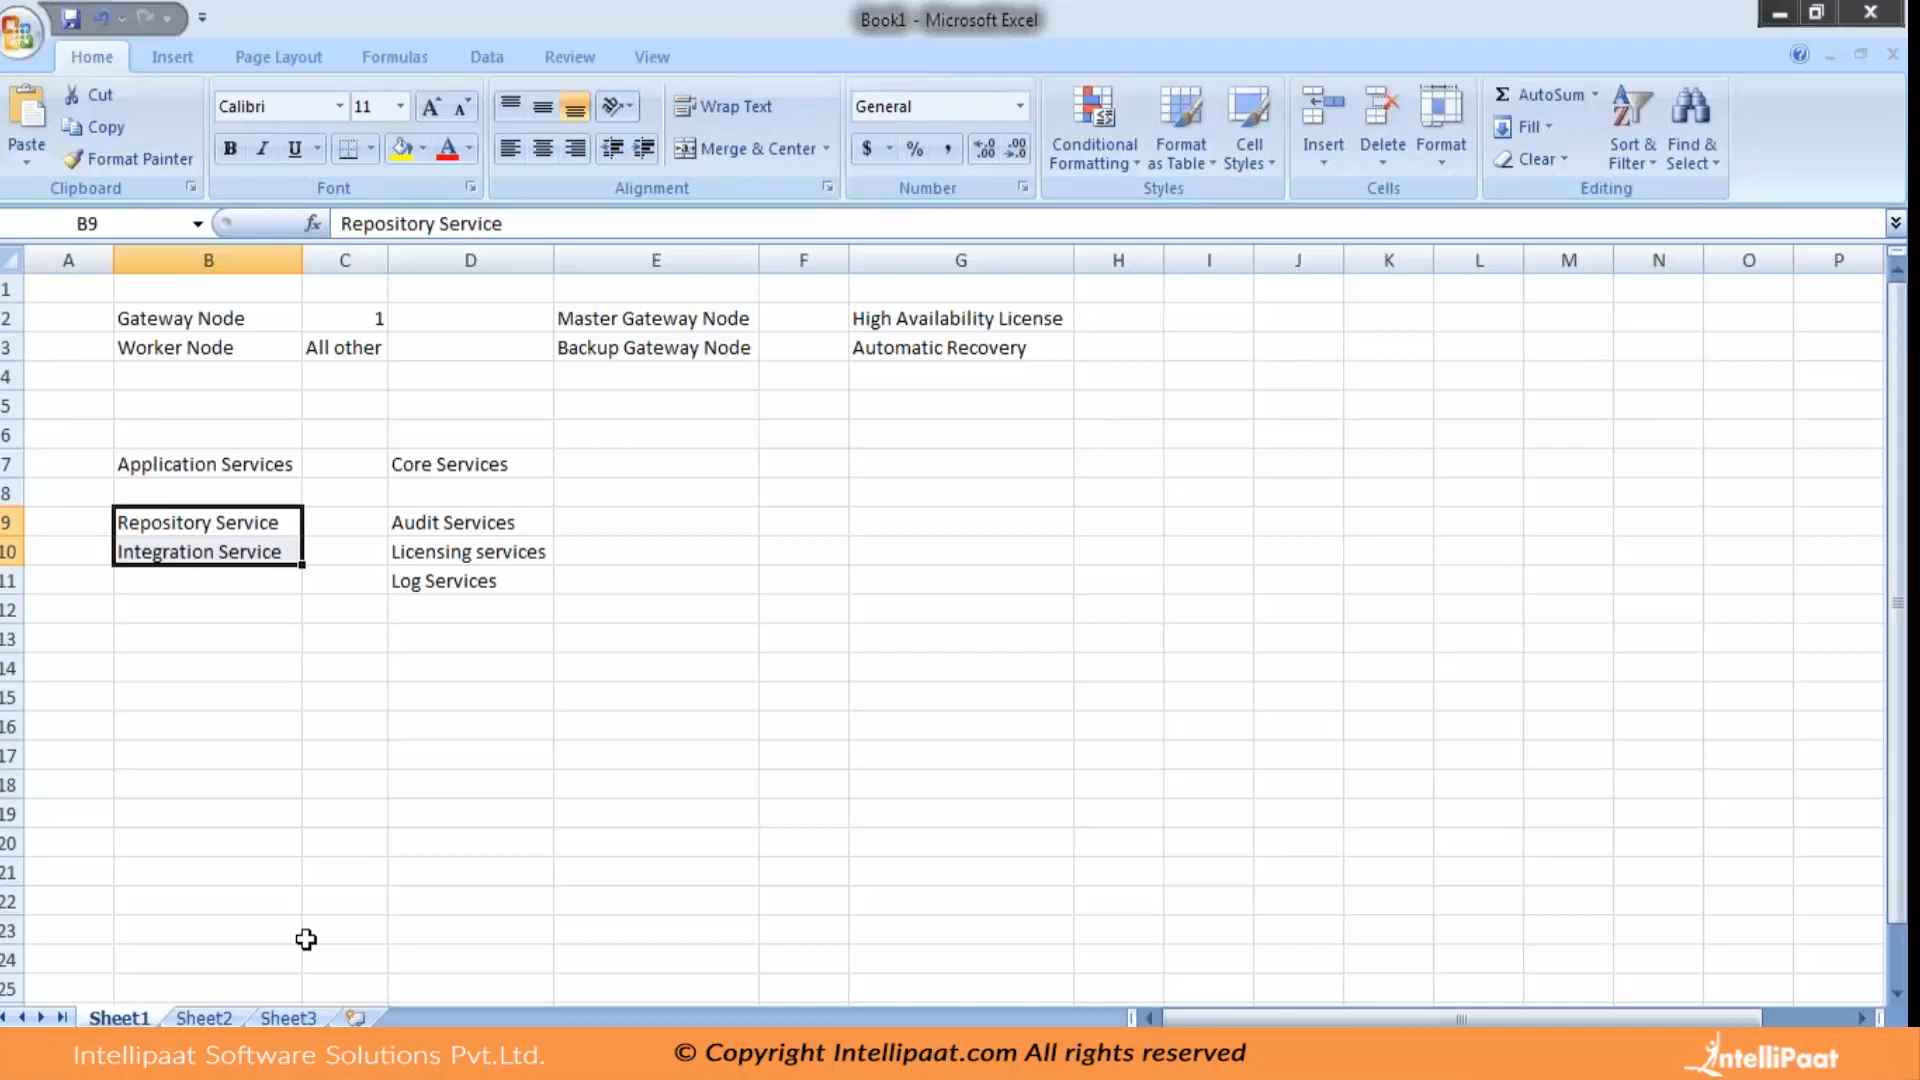 Book1 - Microsoft Excel
Home Insert Page Layout Formulas Data Review View
Paste
Cut
Copy
Format Painter
Clipboard
Calibri 11
B I U
Font
Wrap Text
Merge & Center
Alignment
General
$ % ,
Number
Conditional Formatting
Format as Table
Cell Styles
Styles
Insert Delete Format
Cells
Σ AutoSum
Fill
Clear
Sort & Filter
Find & Select
Editing
B9 fx Repository Service
A B C D E F G H I J K L M N O P
1
2 Gateway Node 1 Master Gateway Node High Availability License
3 Worker Node All other Backup Gateway Node Automatic Recovery
4
5
6
7 Application Services Core Services
8
9 Repository Service Audit Services
10 Integration Service Licensing services
11 Log Services
12
13
14
15
16
17
18
19
20
21
22
23
24
25
Sheet1 Sheet2 Sheet3
Intellipaat Software Solutions Pvt.Ltd. © Copyright Intellipaat.com All rights reserved IntelliPaat